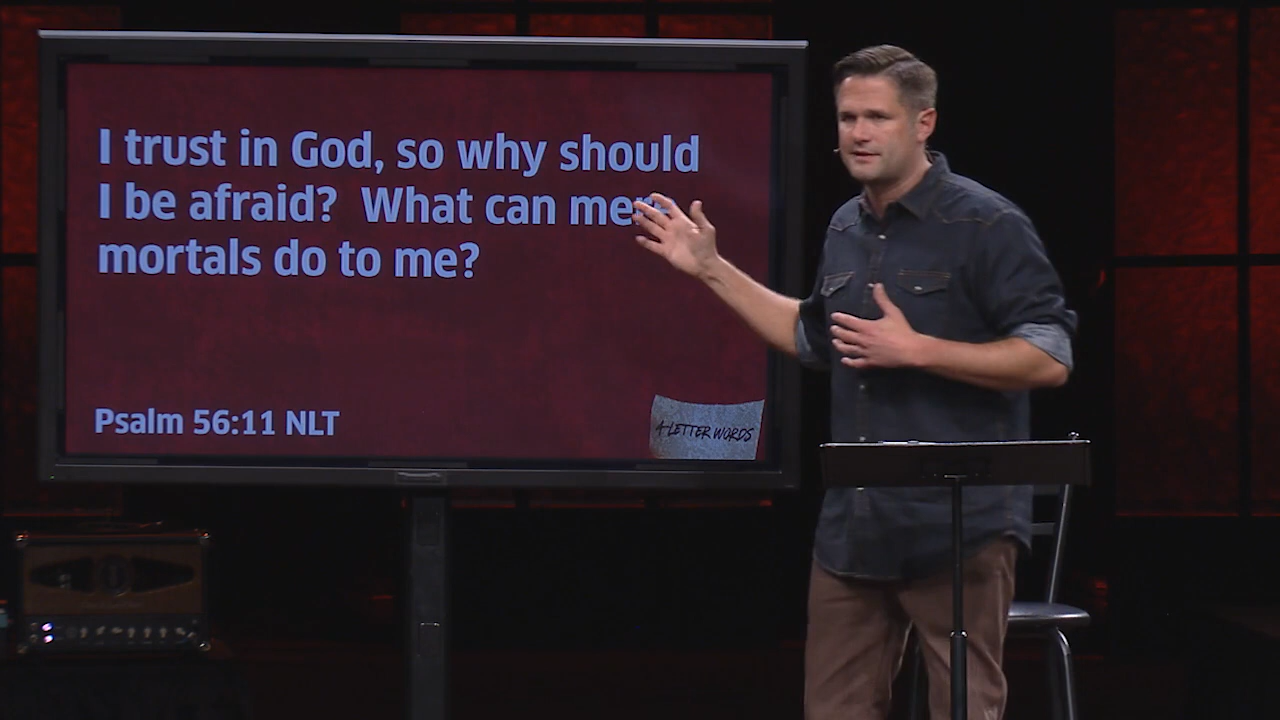 I trust in God, so why should
I be afraid? What can mere
mortals do to me?
Psalm 56:11 NLT
4-LETTER WORDS